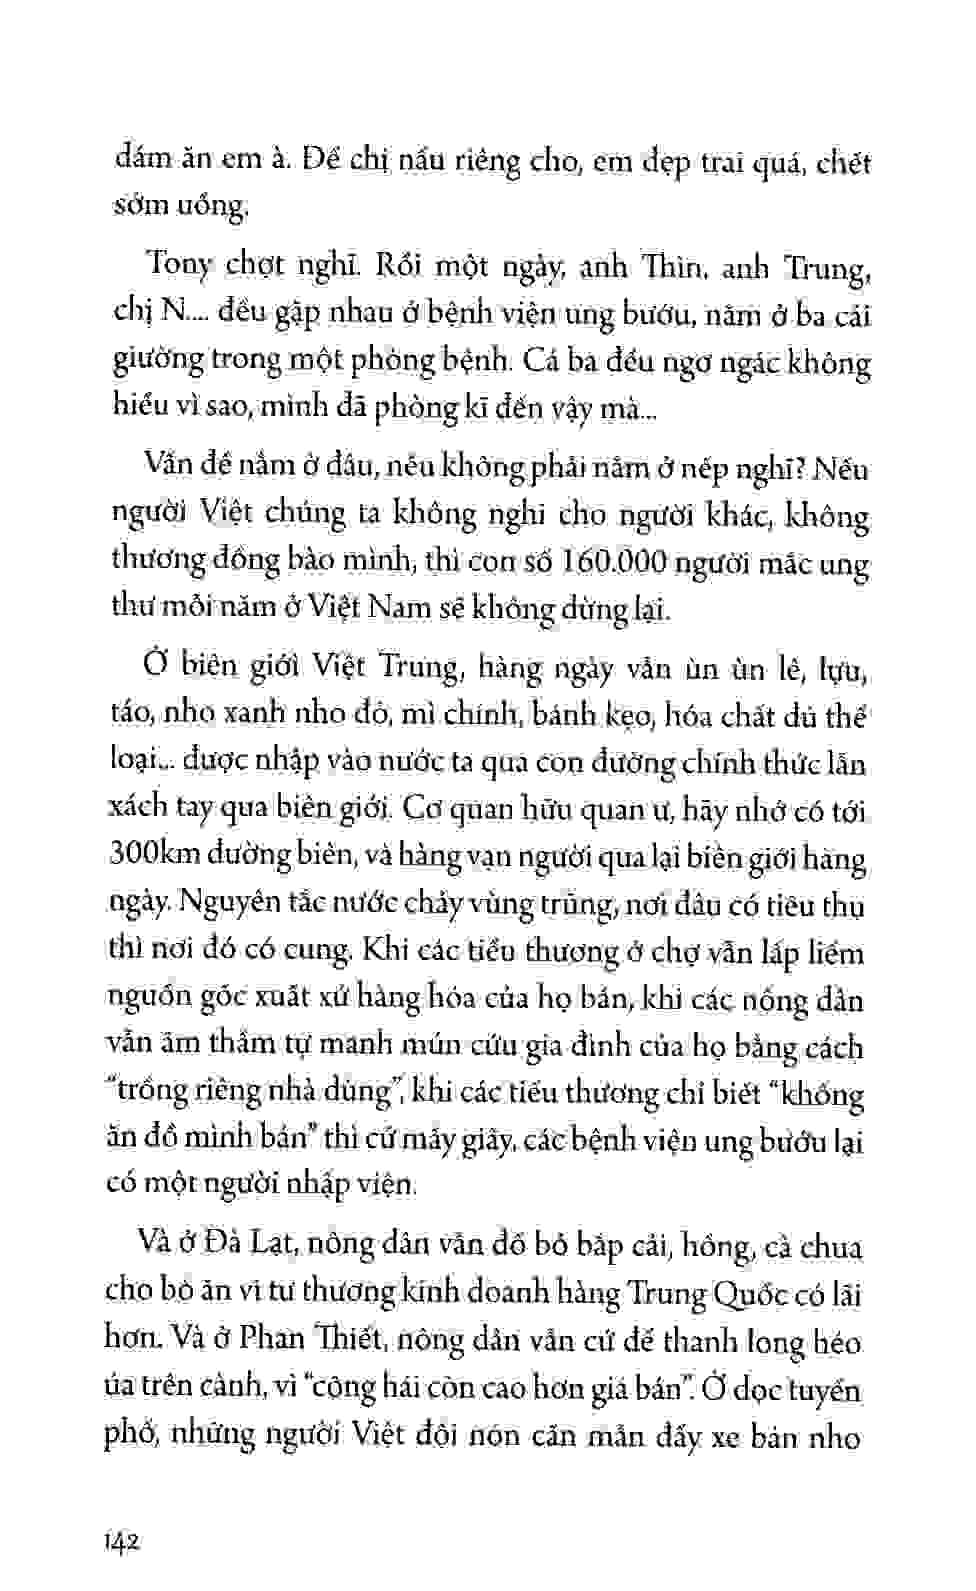 dám ăn em à. Để chị nấu riêng cho, em đẹp trai quá, chết
sớm uổng.
Tony chợt nghĩ. Rồi một ngày, anh Thìn, anh Trung,
chị N.... đều gặp nhau ở bệnh viện ung bướu, nằm ở ba cái
giường trong một phòng bệnh. Cả ba đều ngơ ngác không
hiểu vì sao, mình đã phòng kĩ đến vậy mà...
Vấn đề nằm ở đâu, nếu không phải nằm ở nếp nghĩ? Nếu
người Việt chúng ta không nghĩ cho người khác, không
thương đồng bào mình, thì con số 160.000 người mắc ung
thư mỗi năm ở Việt Nam sẽ không dừng lại.
Ở biên giới Việt Trung, hàng ngày vẫn ùn ùn lê, lựu,
táo, nho xanh nho đỏ, mì chính, bánh kẹo, hóa chất đủ thể
loại... được nhập vào nước ta qua con đường chính thức lẫn
xách tay qua biên giới. Cơ quan hữu quan ư, hãy nhớ có tới
300km đường biên, và hàng vạn người qua lại biên giới hàng
ngày. Nguyên tắc nước chảy vùng trũng, nơi đâu có tiêu thụ
thì nơi đó có cung. Khi các tiểu thương ở chợ vẫn lấp liếm
nguồn gốc xuất xứ hàng hóa của họ bán, khi các nông dân
vẫn âm thầm tự manh mún cứu gia đình của họ bằng cách
"trồng riêng nhà dùng", khi các tiểu thương chỉ biết "không
ăn đồ mình bán" thì cứ mấy giây, các bệnh viện ung bướu lại
có một người nhập viện.
Và ở Đà Lạt, nông dân vẫn đổ bỏ bắp cải, hồng, cà chua
cho bò ăn vì tư thương kinh doanh hàng Trung Quốc có lãi
hơn. Và ở Phan Thiết, nông dân vẫn cứ để thanh long héo
úa trên cành, vì "công hái còn cao hơn giá bán". Ở dọc tuyến
phố, những người Việt đội nón cần mẫn đẩy xe bán nho
142